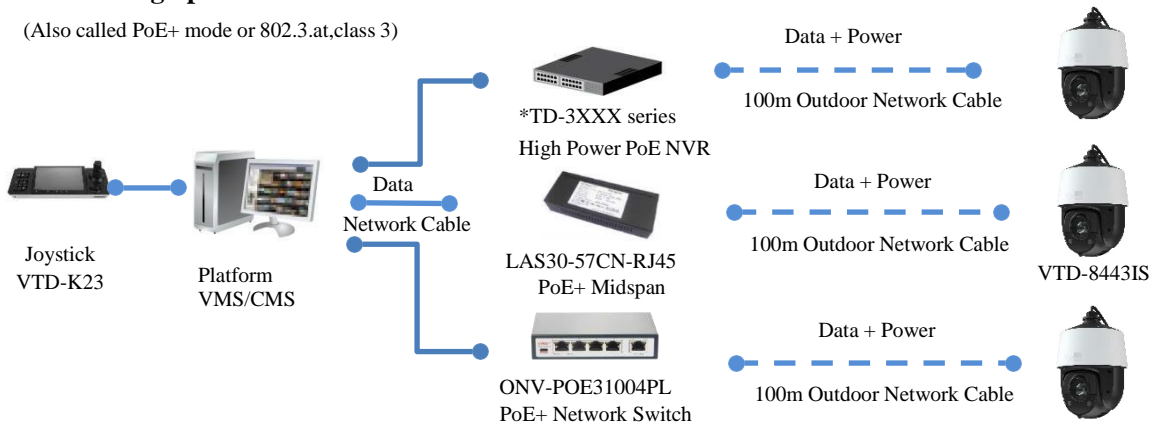 (Also called PoE+ mode or 802.3.at,class 3)
Data + Power
100m Outdoor Network Cable
*TD-3XXX series
High Power PoE NVR
Joystick
VTD-K23
Platform
VMS/CMS
Data
Network Cable
LAS30-57CN-RJ45
PoE+ Midspan
Data + Power
100m Outdoor Network Cable
VTD-8443IS
ONV-POE31004PL
PoE+ Network Switch
Data + Power
100m Outdoor Network Cable